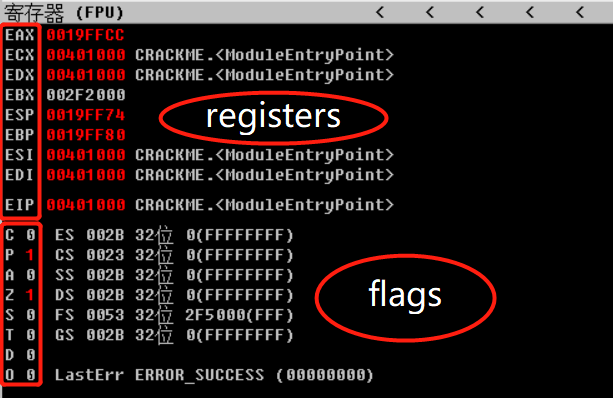 寄存器 (FPU) < < < < <
EAX 0019FFCC
ECX 00401000 CRACKME.<ModuleEntryPoint>
EDX 00401000 CRACKME.<ModuleEntryPoint>
EBX 002F2000
ESP 0019FF74
registers
EBP 0019FF80
ESI 00401000 CRACKME.<ModuleEntryPoint>
EDI 00401000 CRACKME.<ModuleEntryPoint>
EIP 00401000 CRACKME.<ModuleEntryPoint>
C 0 ES 002B 32位 0(FFFFFFFF)
P 1 CS 0023 32位 0(FFFFFFFF)
A 0 SS 002B 32位 0(FFFFFFFF)
Z 1 DS 002B 32位 0(FFFFFFFF)
flags
S 0 FS 0053 32位 2F5000(FFF)
T 0 GS 002B 32位 0(FFFFFFFF)
D 0
O 0 LastErr ERROR_SUCCESS (00000000)